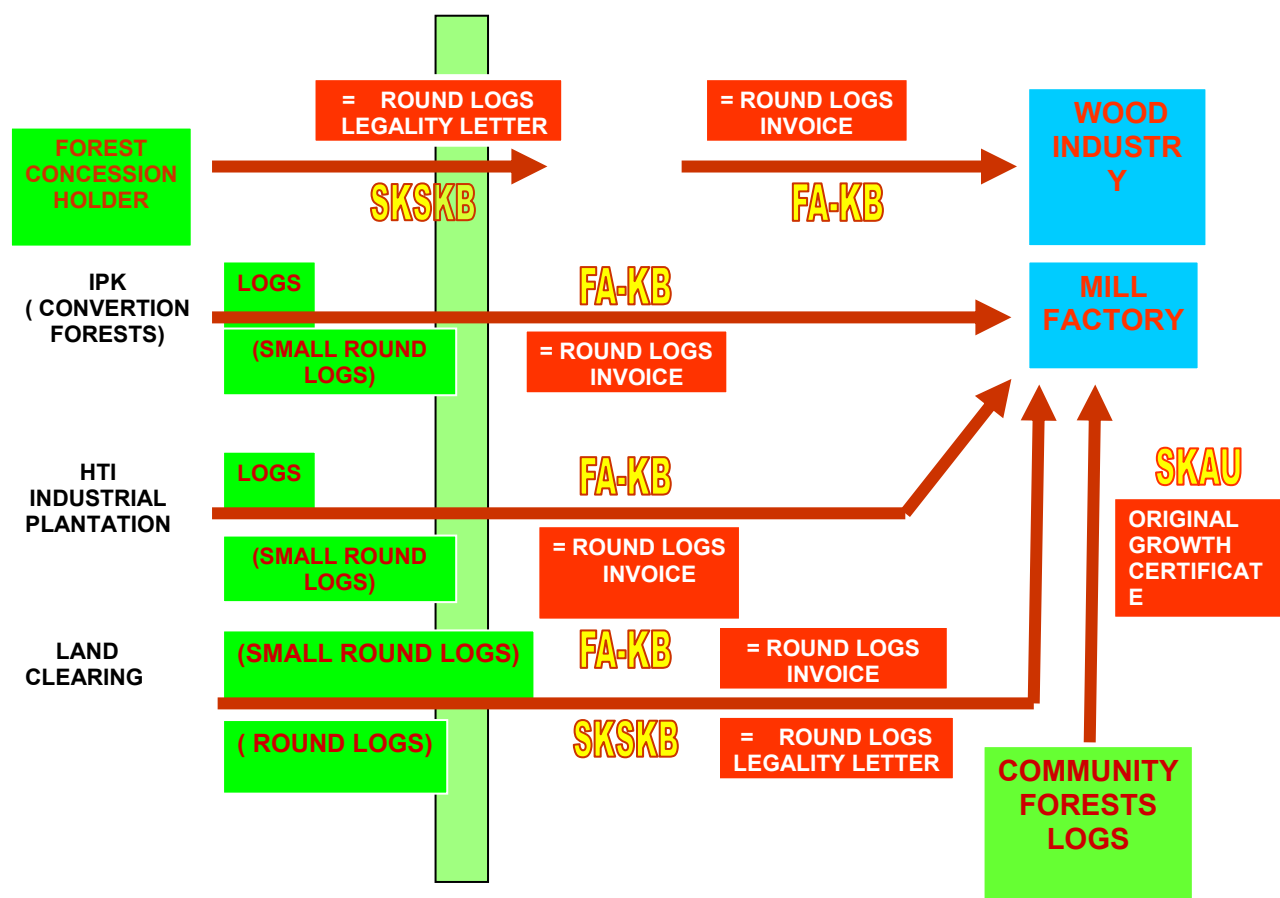 = ROUND LOGS
LEGALITY LETTER
= ROUND LOGS
INVOICE
FOREST
CONCESSION
HOLDER
SKSKB
FA-KB
WOOD
INDUSTR
Y
IPK
( CONVERTION
FORESTS)
LOGS
(SMALL ROUND
LOGS)
FA-KB
= ROUND LOGS
INVOICE
MILL
FACTORY
HTI
INDUSTRIAL
PLANTATION
LOGS
(SMALL ROUND
LOGS)
FA-KB
= ROUND LOGS
INVOICE
SKAU
ORIGINAL
GROWTH
CERTIFICAT
E
LAND
CLEARING
(SMALL ROUND LOGS)
FA-KB
= ROUND LOGS
INVOICE
( ROUND LOGS)
SKSKB
= ROUND LOGS
LEGALITY LETTER
COMMUNITY
FORESTS
LOGS